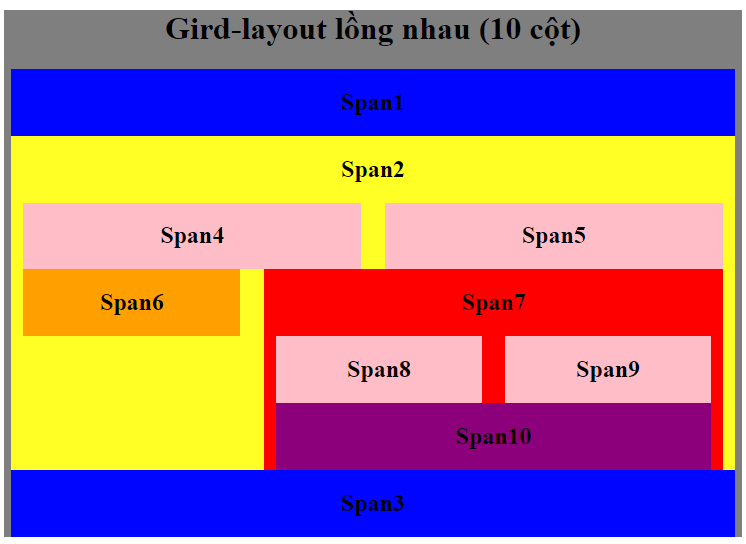 Gird-layout lồng nhau (10 cột)
Span1
Span2
Span4 Span5
Span6 Span7
Span8 Span9
Span10
Span3